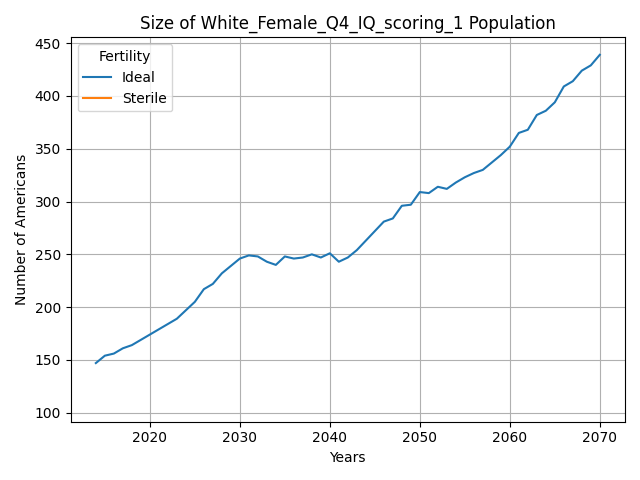 Size of White_Female_Q4_IQ_scoring_1 Population
Fertility
Ideal
Sterile
Number of Americans
450
400
350
300
250
200
150
100
2020 2030 2040 2050 2060 2070
Years